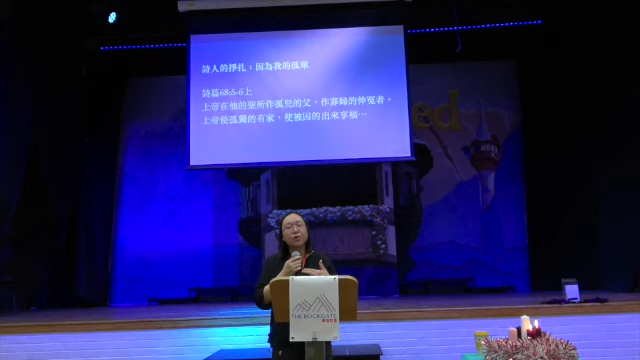 詩人的掙扎：因為我的孤單
詩篇68:5-6上
上帝在他的聖所作孤兒的父，作寡婦的伸冤者。
上帝使孤獨的有家，使被囚的出來享福…
ed
THE ROCKGATE